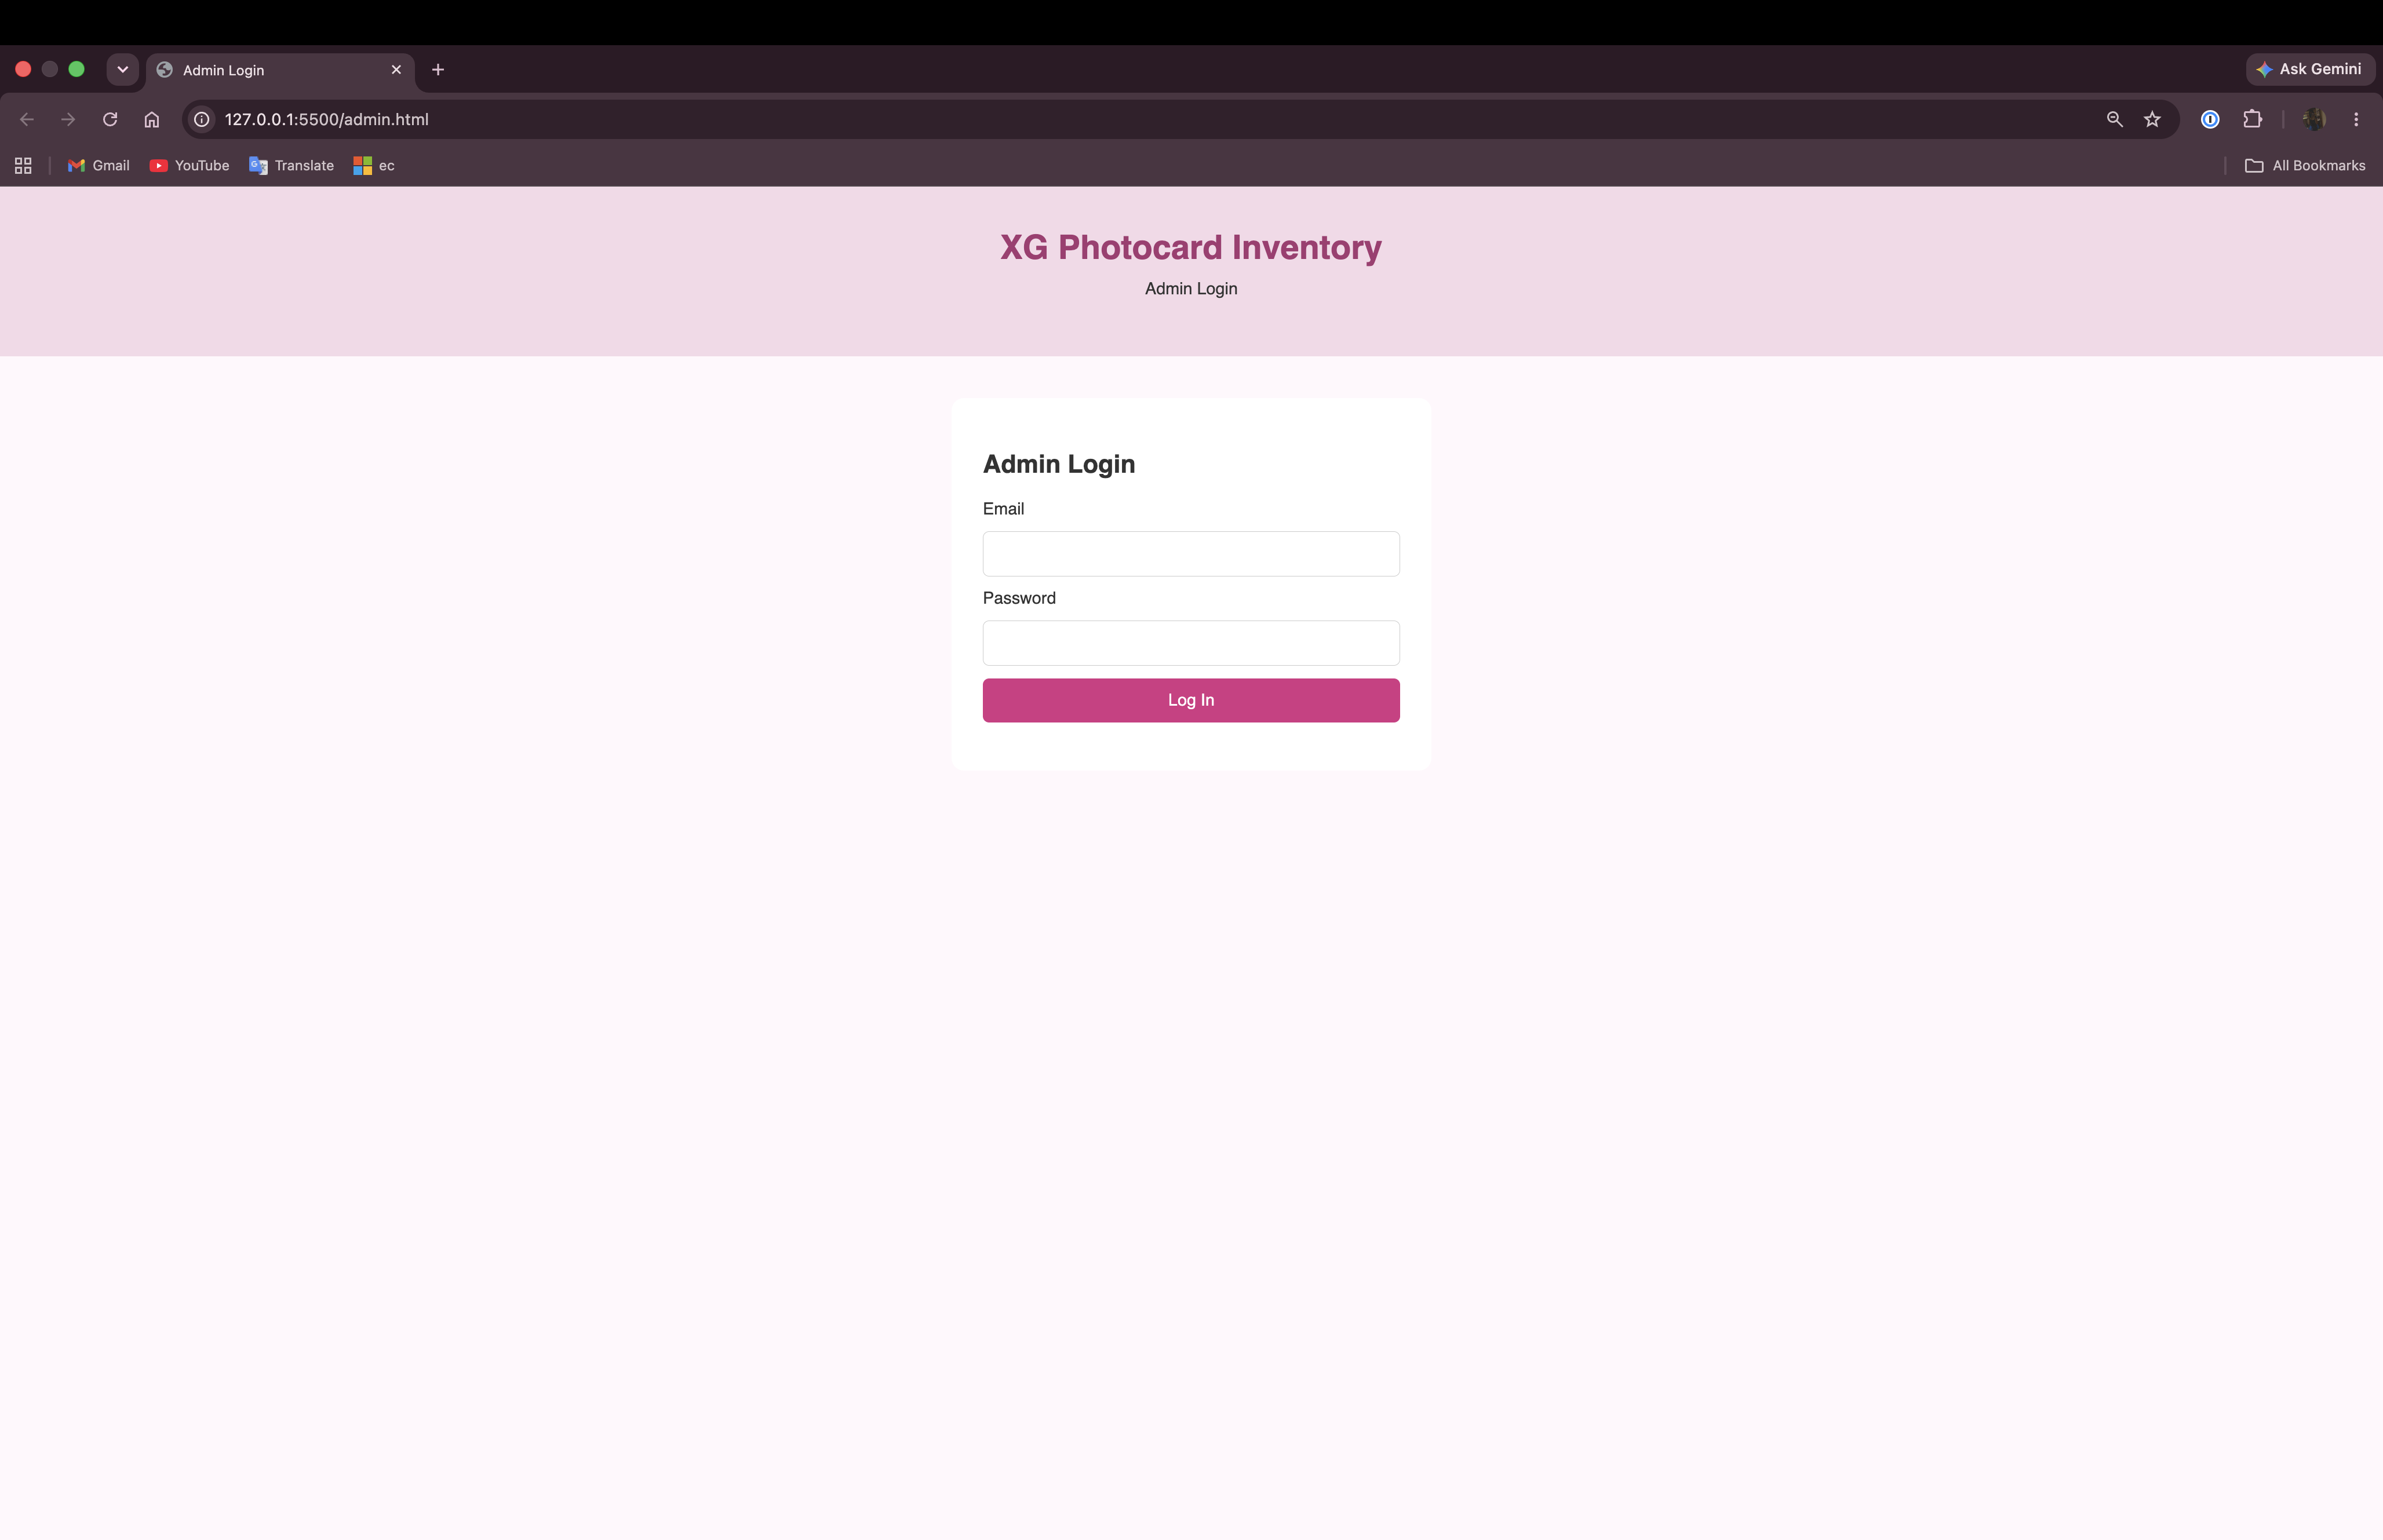 Admin Login
Ask Gemini
127.0.0.1:5500/admin.html
Gmail YouTube Translate ec All Bookmarks
XG Photocard Inventory
Admin Login
Admin Login
Email
Password
Log In